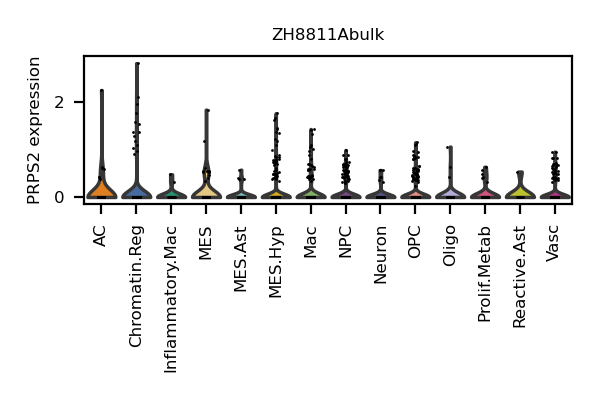 ZH8811Abulk
PRPS2 expression
2
0
AC
Chromatin.Reg
Inflammatory.Mac
MES
MES.Ast
MES.Hyp
Mac
NPC
Neuron
OPC
Oligo
Prolif.Metab
Reactive.Ast
Vasc